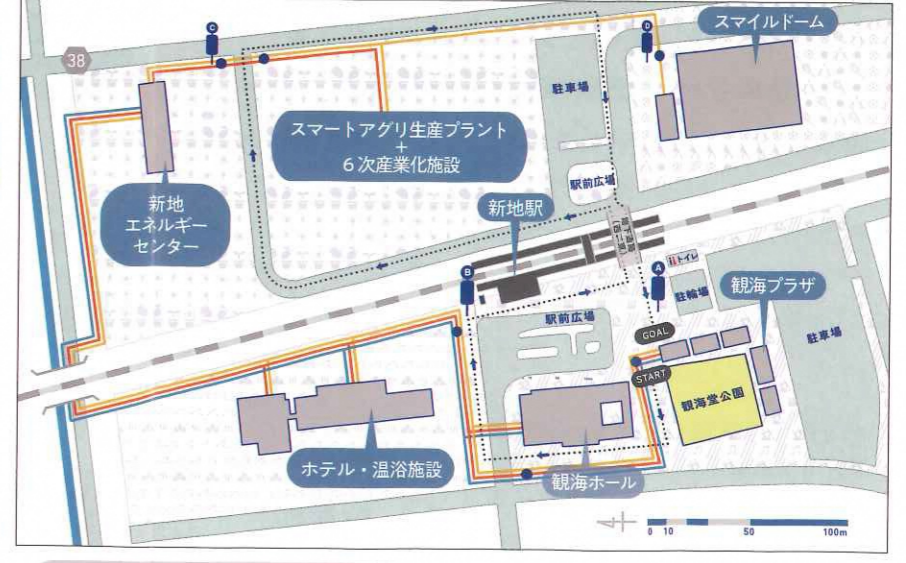 C
D
スマイルドーム
38
駐車場
スマートアグリ生産プラント
+
6次産業化施設
駅前広場
新地
エネルギー
センター
新地駅
B
A
トイレ
駐輪場
観海プラザ
駅前広場
GOAL
START
駐車場
観海堂公園
ホテル・温浴施設
観海ホール
0 10 50 100m